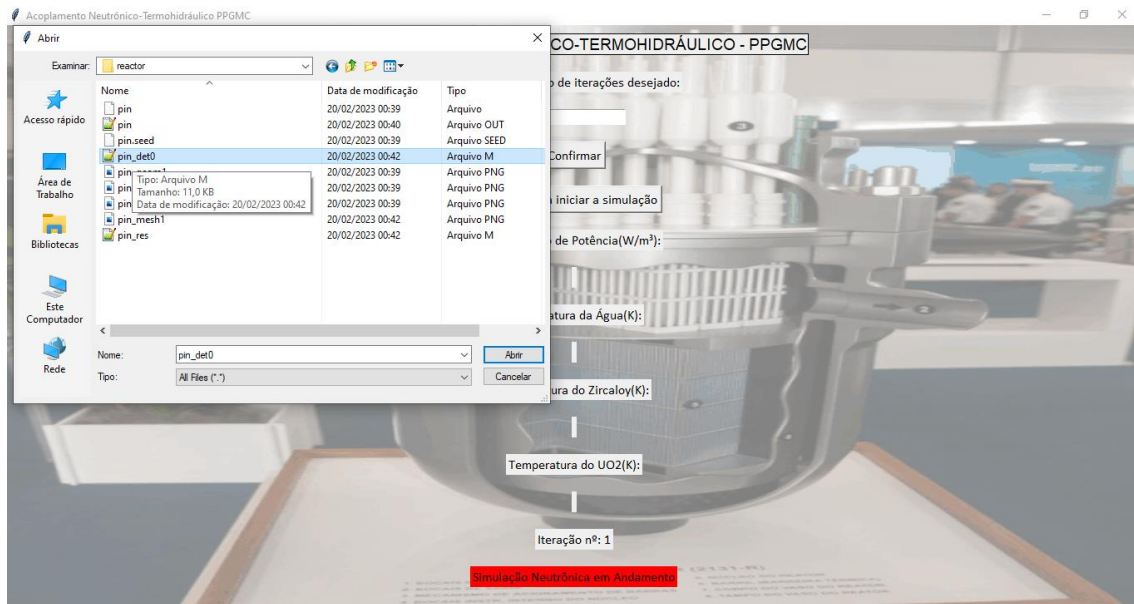 Acoplamento Neutrônico-Termohidráulico PPGMC
Abrir
CO-TERMOHIDRÁULICO - PPGMC
Examinar:
reactor
o de iterações desejado:
Nome
Data de modificação
Tipo
Acesso rápido
pin
20/02/2023 00:39
Arquivo
pin
20/02/2023 00:40
Arquivo OUT
pin.seed
20/02/2023 00:39
Arquivo SEED
pin_det0
20/02/2023 00:42
Arquivo M
Confirmar
20/02/2023 00:39
Arquivo PNG
Tipo: Arquivo M
Tamanho: 11,0 KB
Data de modificação: 20/02/2023 00:42
pin
20/02/2023 00:39
Arquivo PNG
pin
20/02/2023 00:39
Arquivo PNG
pin_mesh1
20/02/2023 00:42
Arquivo PNG
pin_res
20/02/2023 00:42
Arquivo M
Área de
Trabalho
Bibliotecas
Este
Computador
Rede
iniciar a simulação
de Potência(W/m³):
atura da Água(K):
Nome:
pin_det0
Abrir
Tipo:
All Files (*.*)
Cancelar
ura do Zircaloy(K):
Temperatura do UO2(K):
Iteração nº: 1
Simulação Neutrônica em Andamento
(2131-R)